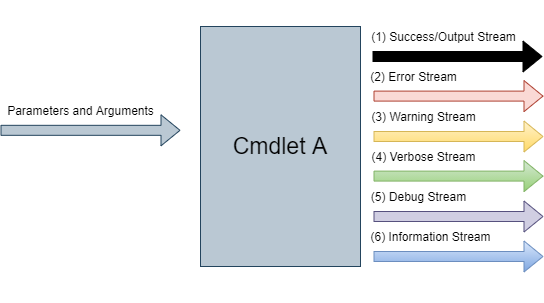 Parameters and Arguments
Cmdlet A
(1) Success/Output Stream
(2) Error Stream
(3) Warning Stream
(4) Verbose Stream
(5) Debug Stream
(6) Information Stream